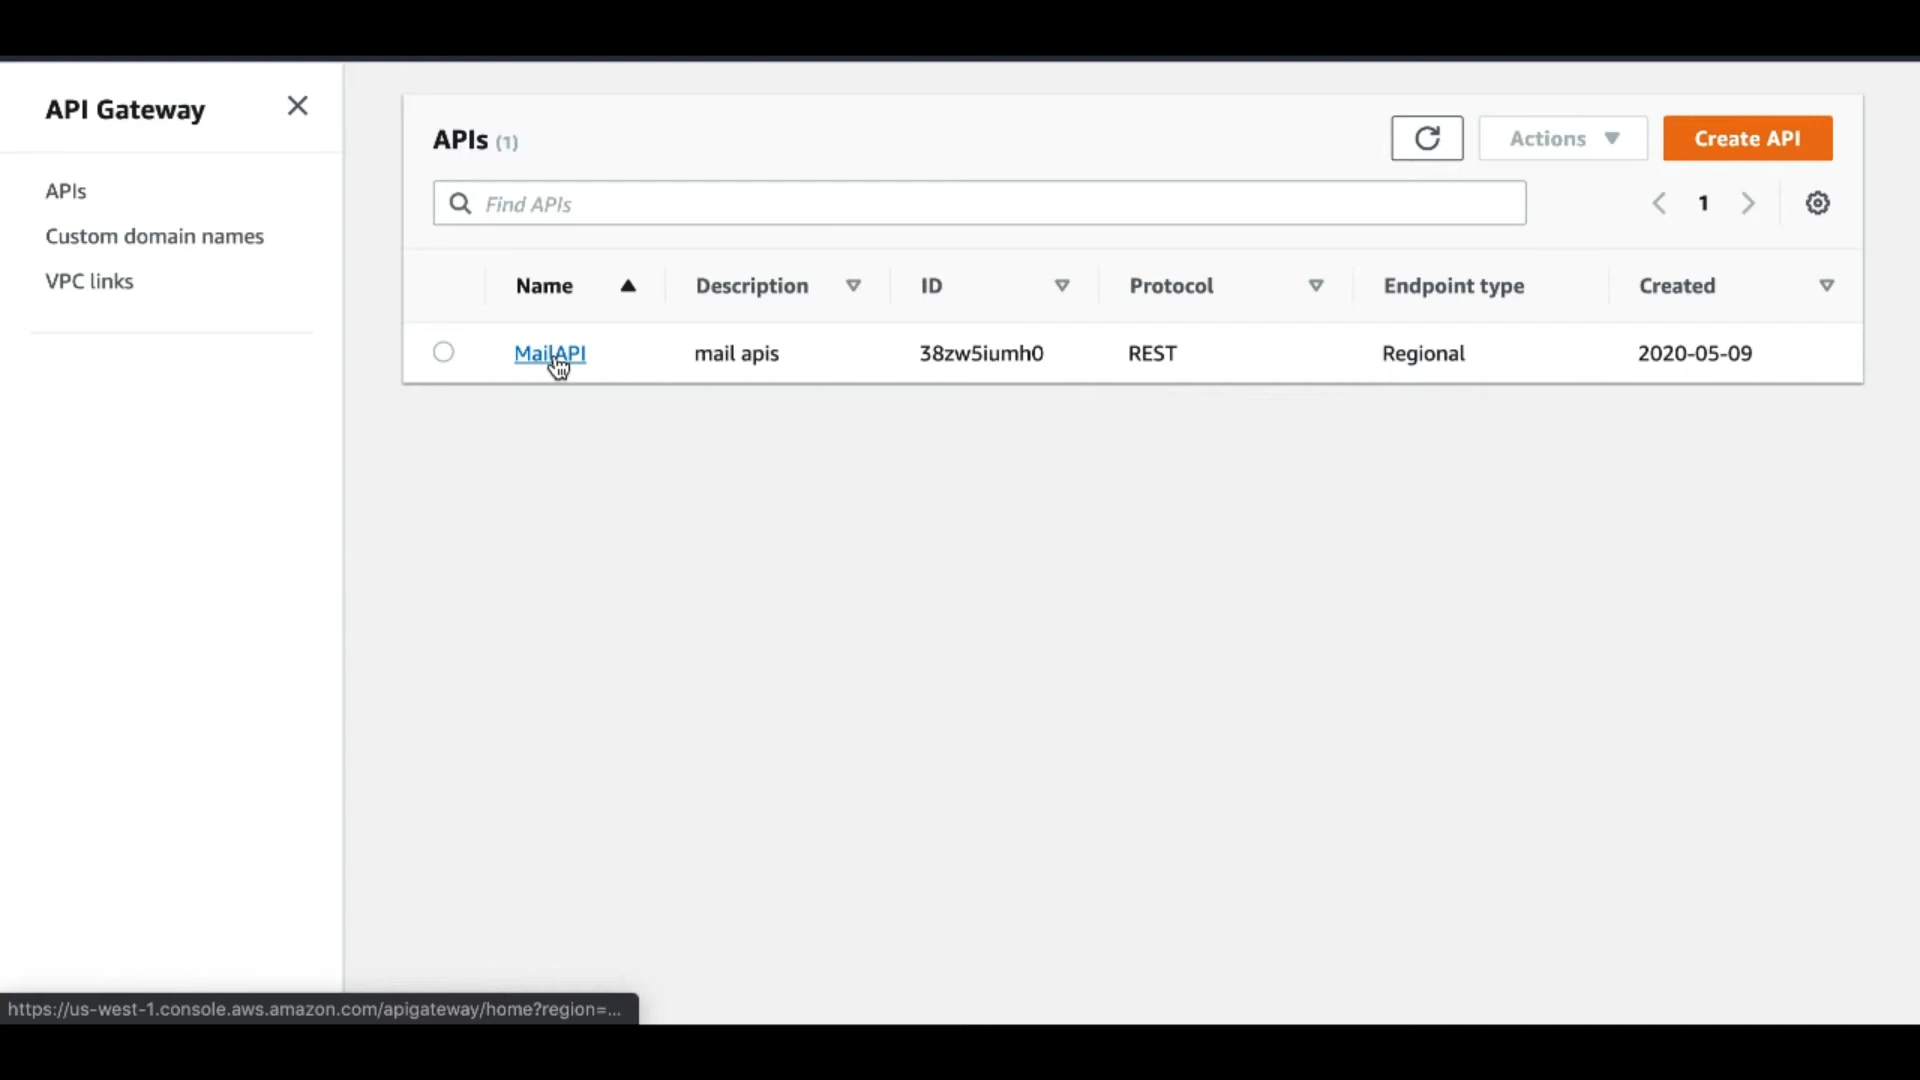 API Gateway
APIs
Custom domain names
VPC links
APIs (1)
Actions
Create API
Find APIs
1
Name Description ID Protocol Endpoint type Created
MailAPI mail apis 38zw5iumh0 REST Regional 2020-05-09
https://us-west-1.console.aws.amazon.com/apigateway/home?region=...